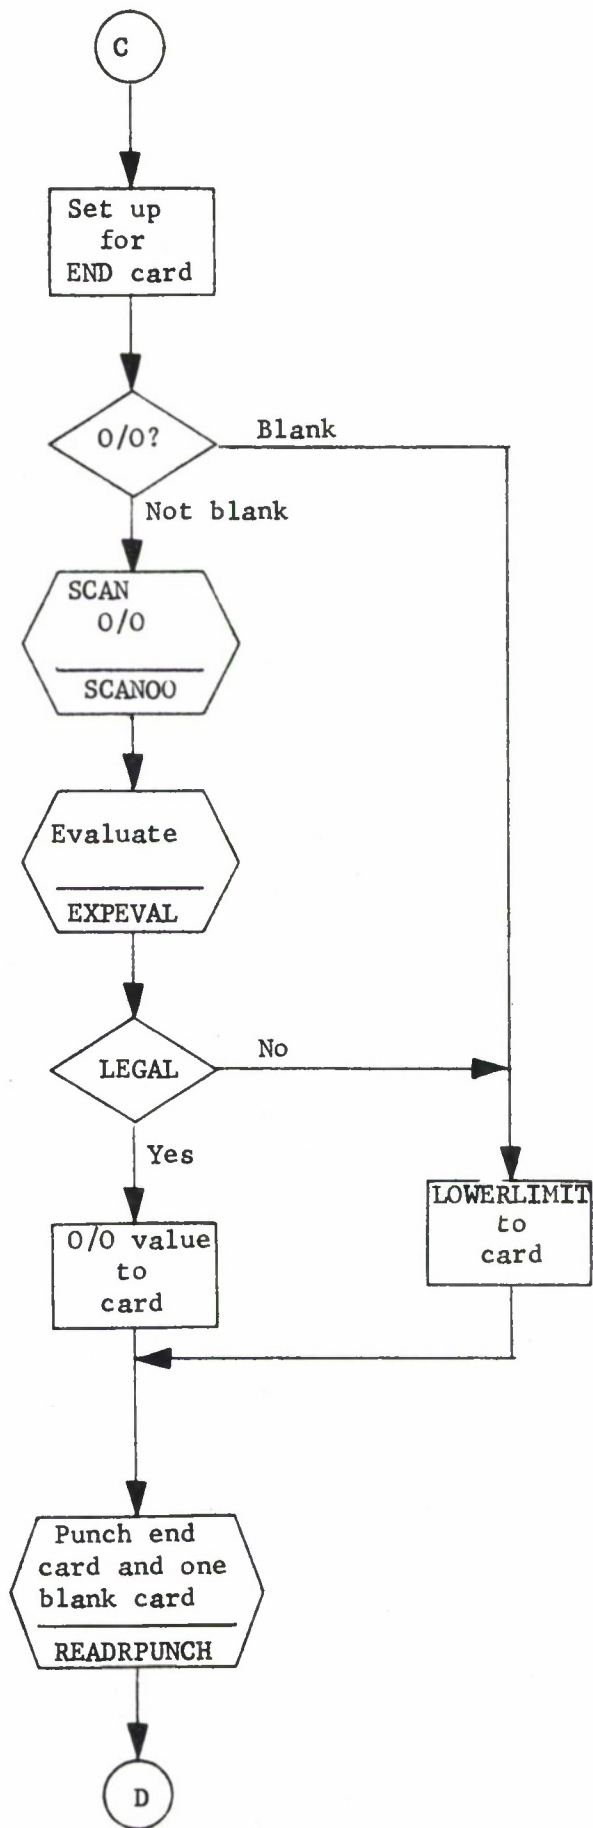 C
Set up
for
END card
O/O?
Blank
Not blank
SCAN
O/O
SCANOO
Evaluate
EXPEVAL
LEGAL
No
Yes
LOWERLIMIT
to
card
O/O value
to
card
Punch end
card and one
blank card
READRPUNCH
D